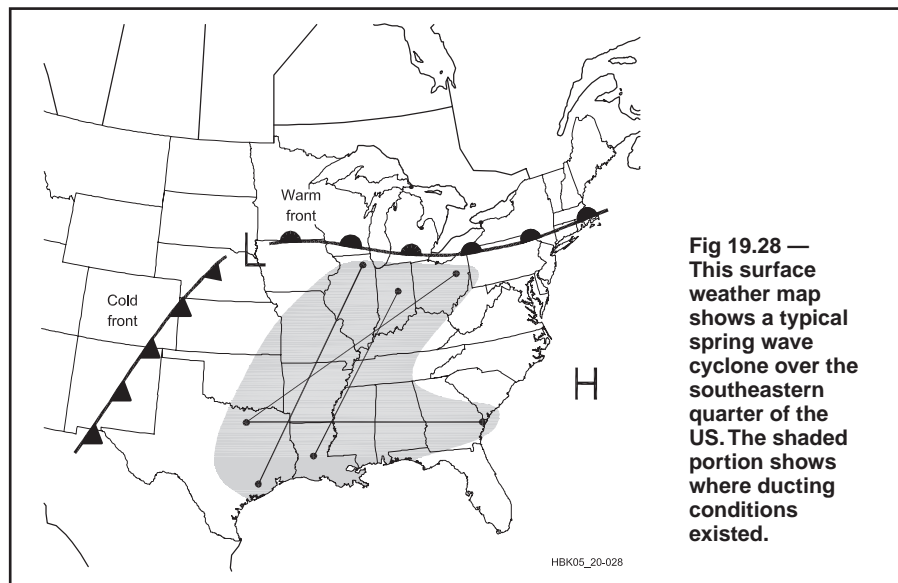 Warm
front
L
Cold
front
H
HBK05_20-028
Fig 19.28 —
This surface
weather map
shows a typical
spring wave
cyclone over the
southeastern
quarter of the
US. The shaded
portion shows
where ducting
conditions
existed.